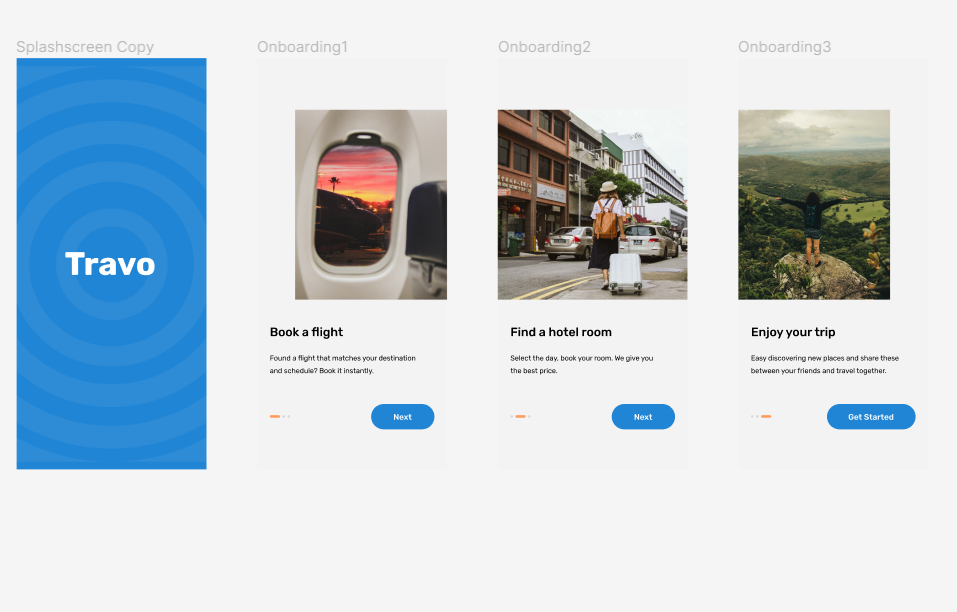 Splashscreen Copy
Onboarding1
Onboarding2
Onboarding3
Travo
Book a flight
Found a flight that matches your destination
and schedule? Book it instantly.
Next
Find a hotel room
Select the day, book your room. We give you
the best price.
Next
Enjoy your trip
Easy discovering new places and share these
between your friends and travel together.
Get Started